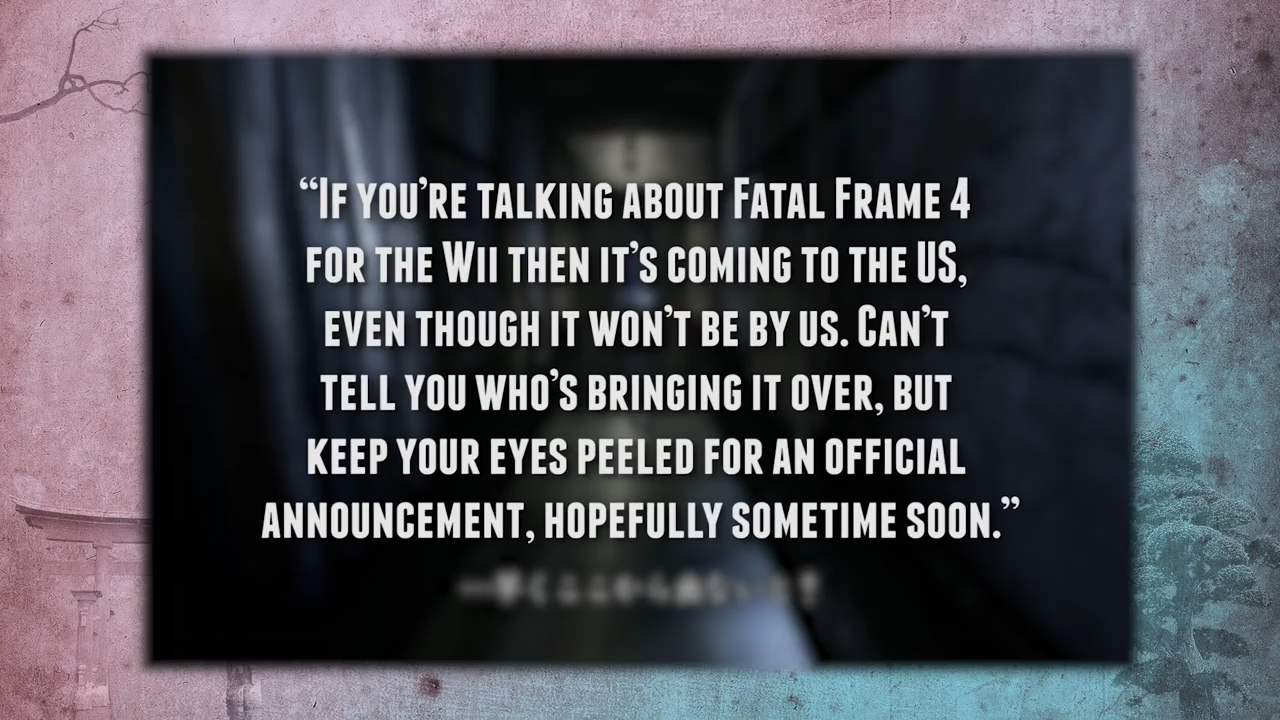 “If you’re talking about Fatal Frame 4
for the Wii then it’s coming to the US,
even though it won’t be by us. Can’t
tell you who’s bringing it over, but
keep your eyes peeled for an official
announcement, hopefully sometime soon.”